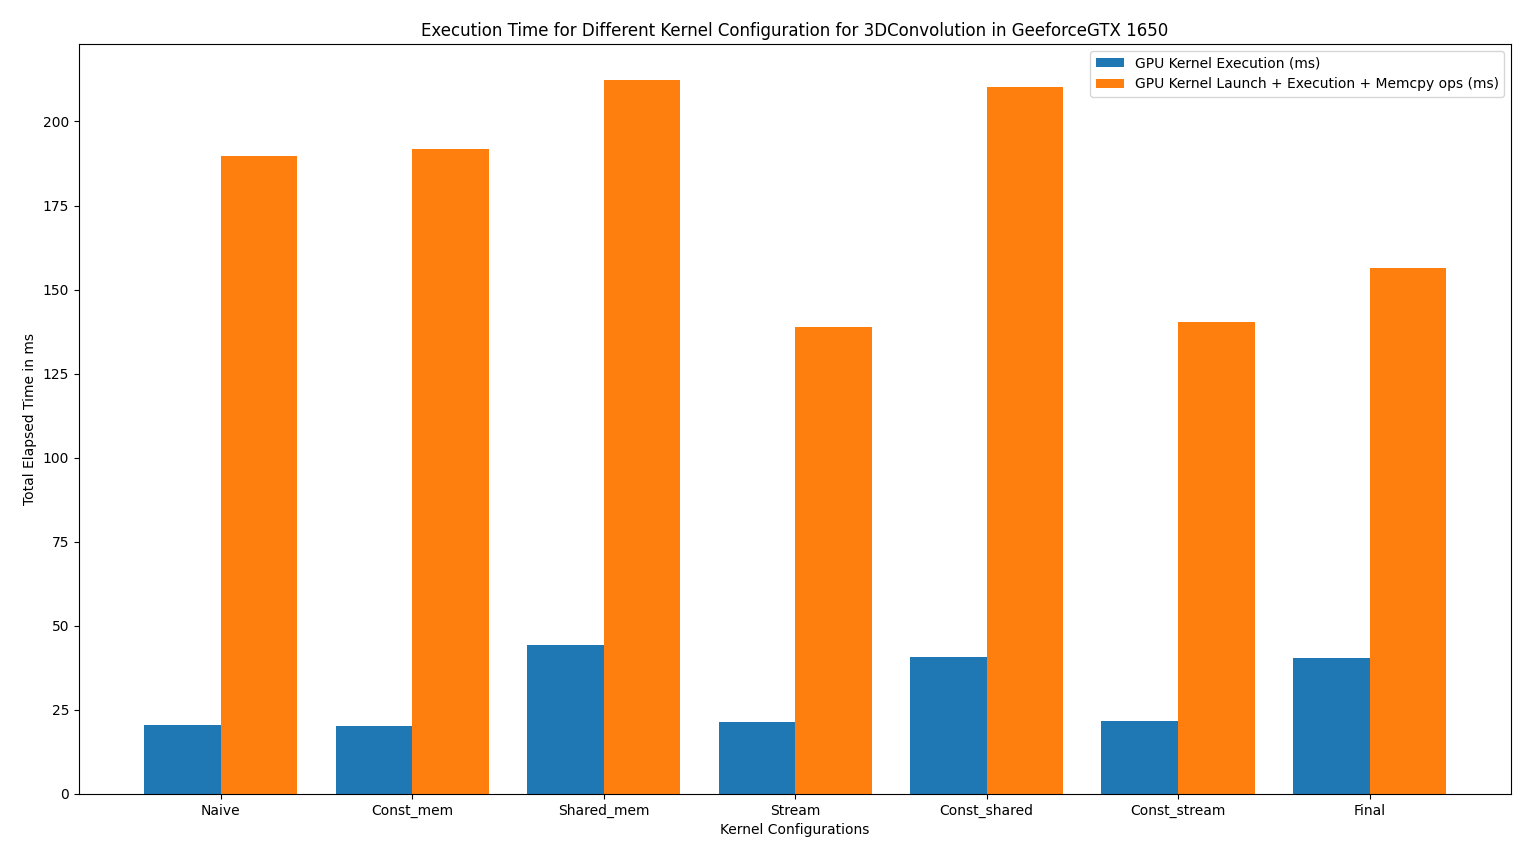 Execution Time for Different Kernel Configuration for 3DConvolution in GeeforceGTX 1650
GPU Kernel Execution (ms)
GPU Kernel Launch + Execution + Memcpy ops (ms)
Total Elapsed Time in ms
200
175
150
125
100
75
50
25
0
Naive
Const_mem
Shared_mem
Stream
Const_shared
Const_stream
Final
Kernel Configurations